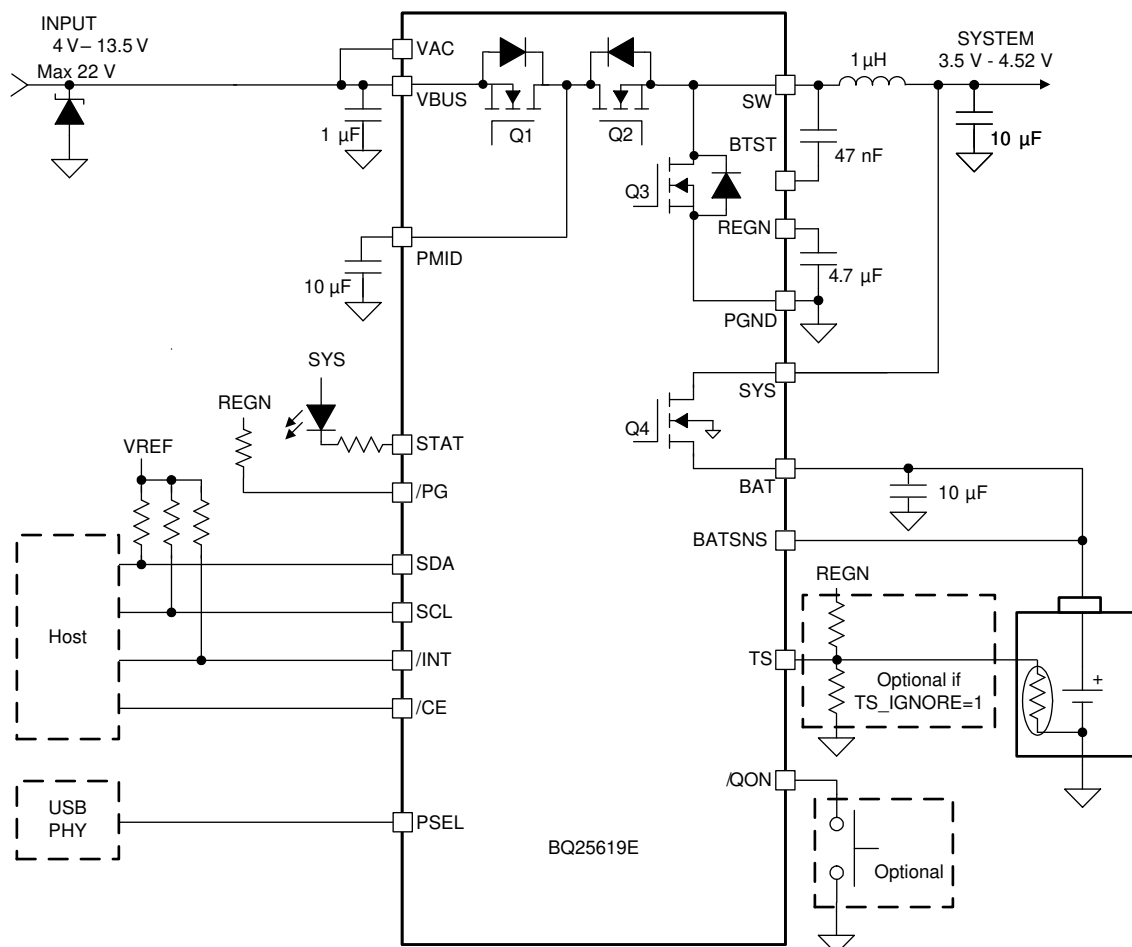 INPUT
4 V – 13.5 V
Max 22 V
VAC
VBUS
1 µF
Q1
Q2
SW
1 µH
SYSTEM
3.5 V - 4.52 V
10 µF
BTST
47 nF
Q3
REGN
4.7 µF
PMID
10 µF
PGND
SYS
SYS
REGN
VREF
STAT
Q4
/PG
BAT
10 µF
BATSNS
SDA
REGN
SCL
Host
/INT
TS
Optional if
TS_IGNORE=1
+
/CE
/QON
USB
PHY
PSEL
BQ25619E
Optional